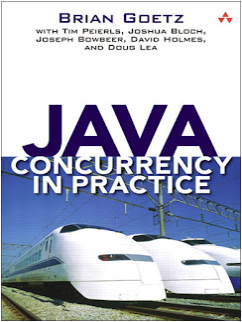 BRIAN GOETZ
WITH TIM PEIERLS, JOSHUA BLOCH,
JOSEPH BOWBEER, DAVID HOLMES,
AND DOUG LEA
JAVA
CONCURRENCY
IN PRACTICE